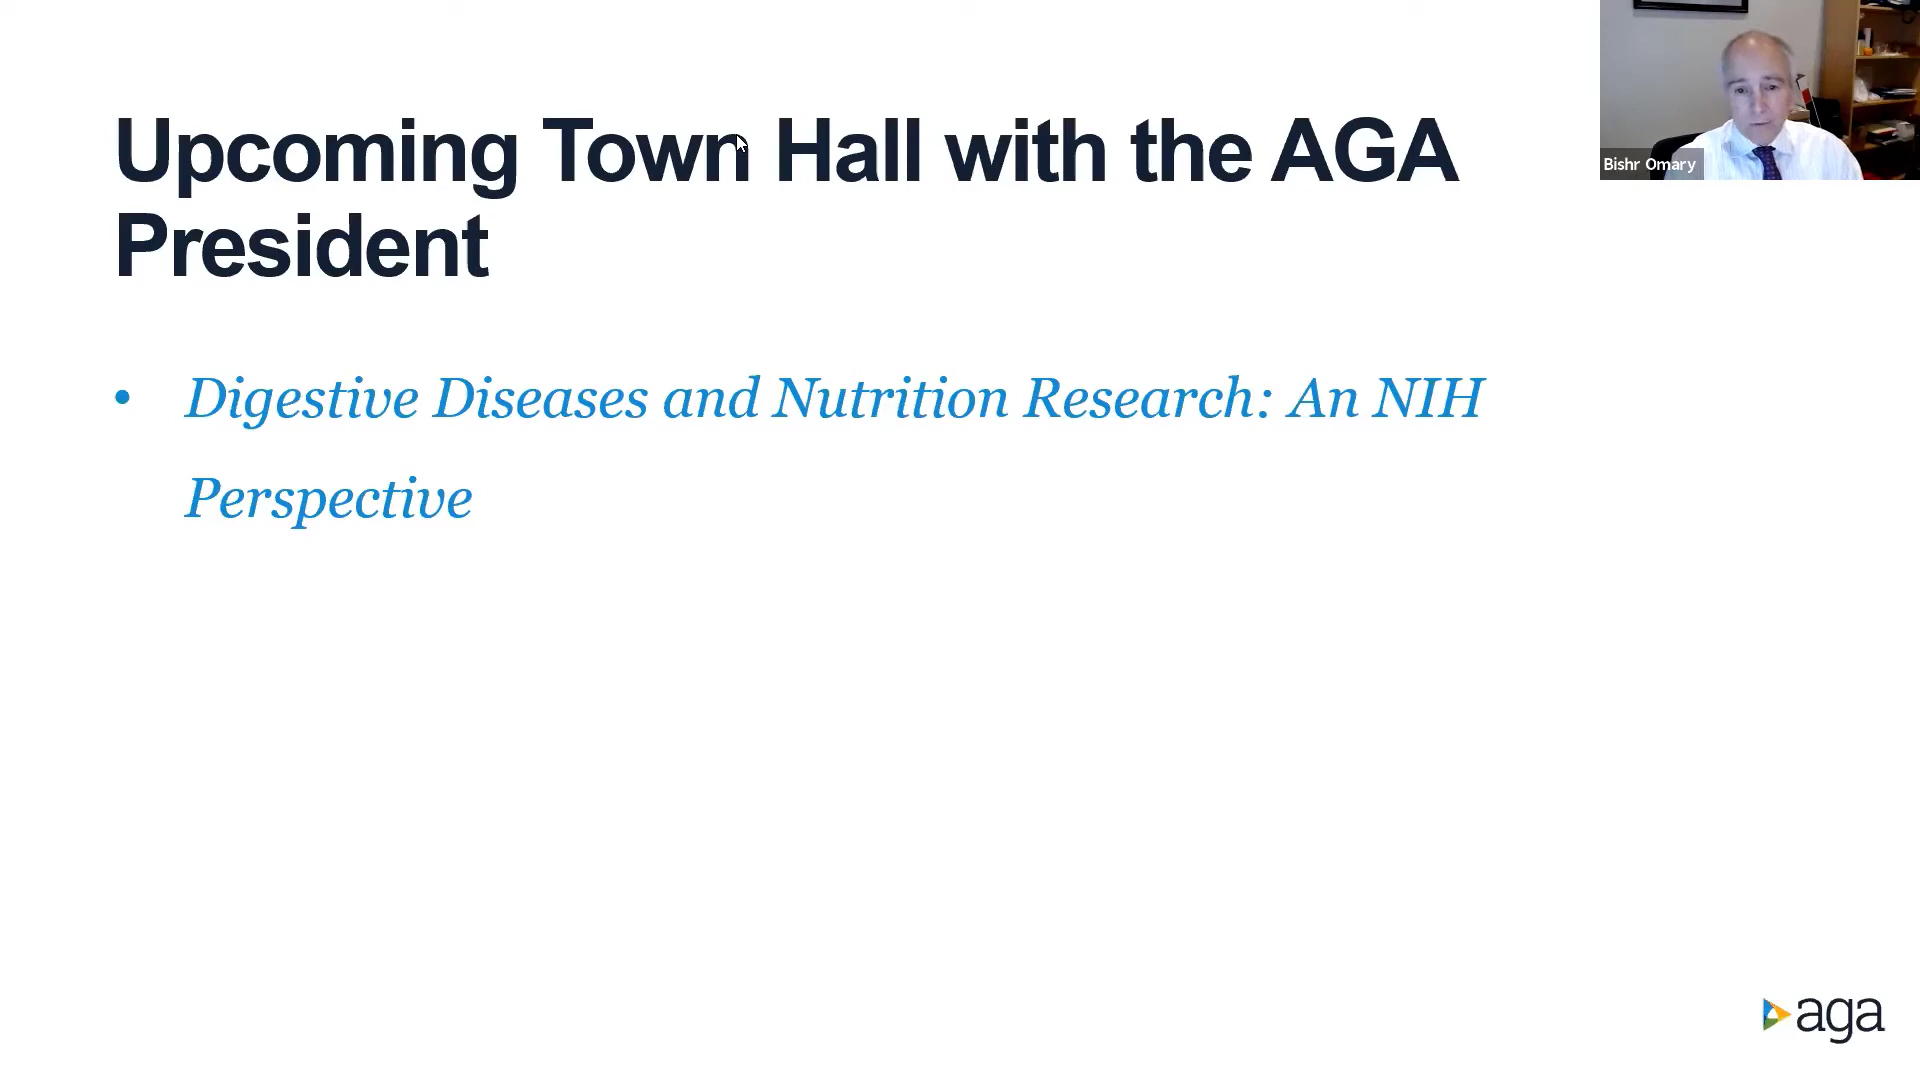 Upcoming Town Hall with the AGA
President
• Digestive Diseases and Nutrition Research: An NIH
Perspective
Bishr Omary
aga